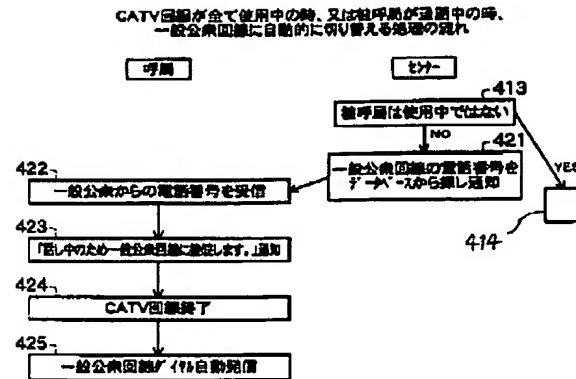 CATV回線が全て使用中の時、又は被呼局が通話中の時、
一般公衆回線に自動的に切り替える処理の流れ
呼局
センター
413
被呼局は使用中ではない
NO
421
YES
一般公衆回線の電話番号を
データベースから探し通知
414
422
一般公衆からの電話番号を受信
423
「話し中のため一般公衆回線に接続します。」通知
424
CATV回線終了
425
一般公衆回線ダイヤル自動発信